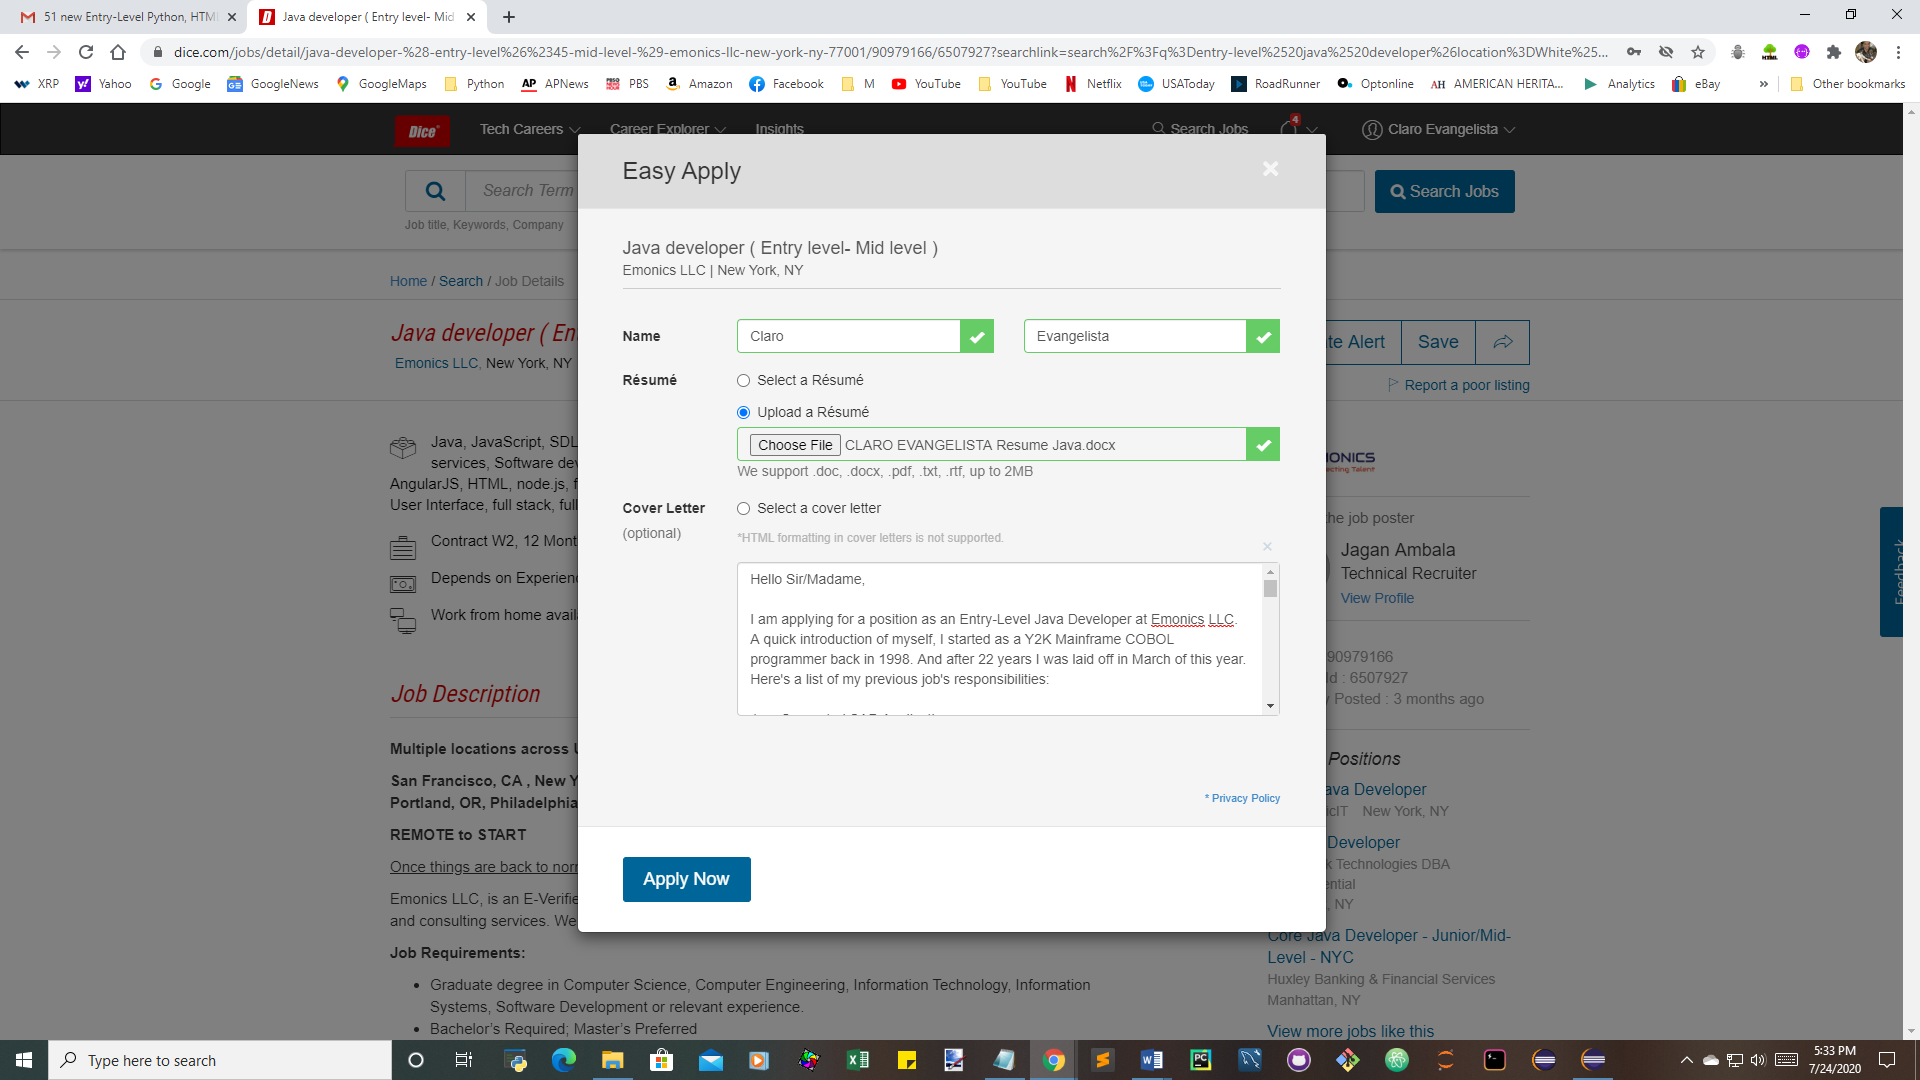 51 new Entry-Level Python, HTM
Java developer ( Entry level- Mid
dice.com/jobs/detail/java-developer-%28-entry-level%26%2345-mid-level-%29-emonics-llc-new-york-ny-77001/90979166/6507927?searchlink=search%2F%3Fq%3Dentry-level%2520java%2520developer%26location%3DWhite%25...
XRP Yahoo Google GoogleNews GoogleMaps Python APNews PBS Amazon Facebook M YouTube YouTube Netflix USAToday RoadRunner Optonline AMERICAN HERITA... Analytics eBay » Other bookmarks
Dice Tech Careers Career Explorer Insights Search Jobs 4 Claro Evangelista
Search Term
Search Jobs
Job title, Keywords, Company
Home / Search / Job Details
Java developer ( En
Emonics LLC, New York, NY
te Alert Save
Report a poor listing
Java, JavaScript, SDL
services, Software dev
AngularJS, HTML, node.js, f
User Interface, full stack, full
Contract W2, 12 Mont
Depends on Experienc
Work from home avail
Job Description
Multiple locations across U
San Francisco, CA , New Y
Portland, OR, Philadelphia
REMOTE to START
Once things are back to norm
Emonics LLC, is an E-Verifie
and consulting services. We
Job Requirements:
Graduate degree in Computer Science, Computer Engineering, Information Technology, Information
Systems, Software Development or relevant experience.
Bachelor's Required; Master's Preferred
Easy Apply
Java developer ( Entry level- Mid level )
Emonics LLC | New York, NY
Name Claro Evangelista
Résumé Select a Résumé
Upload a Résumé
Choose File CLARO EVANGELISTA Resume Java.docx
We support .doc, .docx, .pdf, .txt, .rtf, up to 2MB
Cover Letter Select a cover letter
(optional)
*HTML formatting in cover letters is not supported.
Hello Sir/Madame,
I am applying for a position as an Entry-Level Java Developer at Emonics LLC.
A quick introduction of myself, I started as a Y2K Mainframe COBOL
programmer back in 1998. And after 22 years I was laid off in March of this year.
Here's a list of my previous job's responsibilities:
* Privacy Policy
Apply Now
ONICS
ecting Talent
he job poster
Jagan Ambala
Technical Recruiter
View Profile
90979166
d : 6507927
Posted : 3 months ago
Positions
ava Developer
cIT New York, NY
Developer
k Technologies DBA
ential
, NY
Core Java Developer - Junior/Mid-
Level - NYC
Huxley Banking & Financial Services
Manhattan, NY
View more jobs like this
Feedback
Type here to search
5:33 PM
7/24/2020